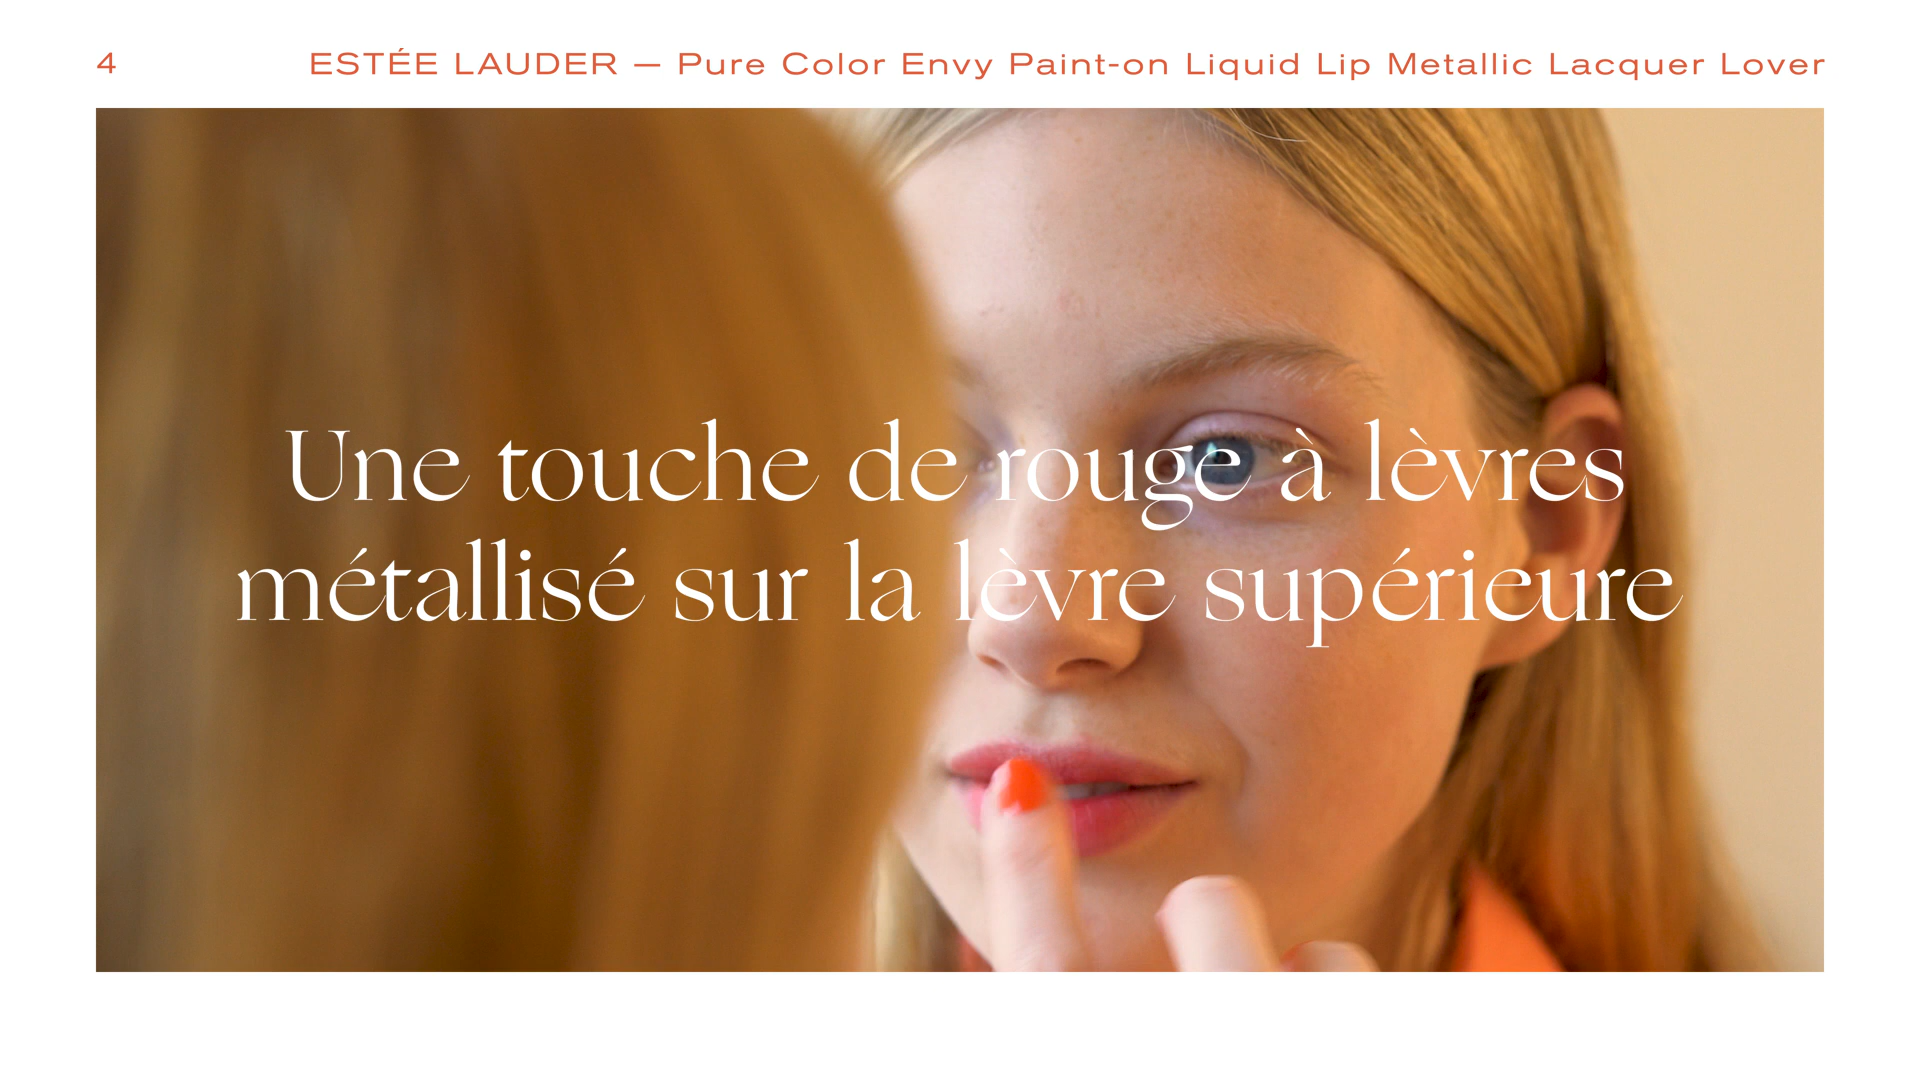 4
ESTÉE LAUDER — Pure Color Envy Paint-on Liquid Lip Metallic Lacquer Lover
Une touche de rouge à lèvres
métallisé sur la lèvre supérieure